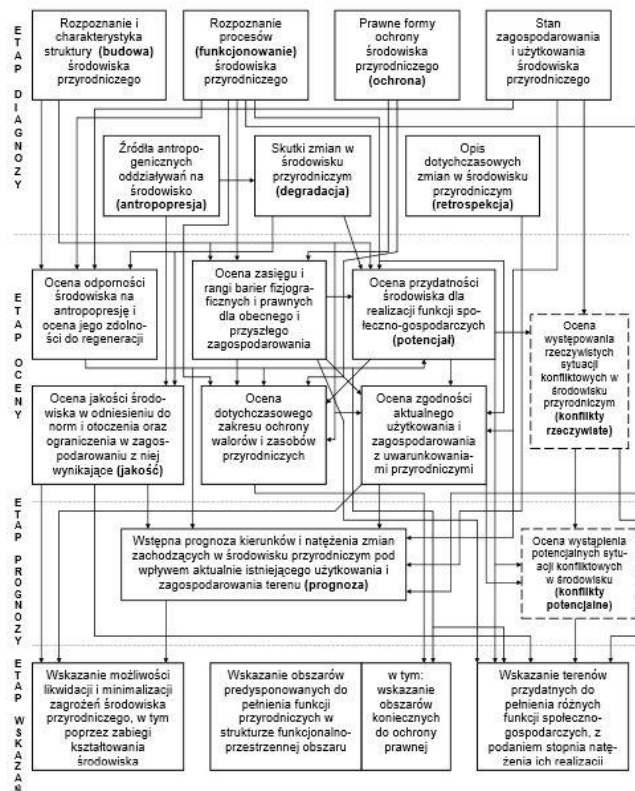 ETAP DIAGNOZY
Rozpoznanie i
charakterystyka
struktury (budowa)
środowiska
przyrodniczego
Rozpoznanie
procesów
(funkcjonowanie)
środowiska
przyrodniczego
Prawne formy
ochrony
środowiska
przyrodniczego
(ochrona)
Stan
zagospodarowania
i użytkowania
środowiska
przyrodniczego
Źródła antropo-
genicznych
oddziaływań na
środowisko
(antropopresja)
Skutki zmian w
środowisku
przyrodniczym
(degradacja)
Opis
dotychczasowych
zmian w środowisku
przyrodniczym
(retrospekcja)
ETAP OCENY
Ocena odporności
środowiska na
antropopresję i
ocena jego zdolno-
ści do regeneracji
Ocena zasięgu i
rangi barier fizjogra-
ficznych i prawnych
dla obecnego i
przyszłego
zagospodarowania
Ocena przydatności
środowiska dla
realizacji funkcji spo-
łeczno-gospodarczych
(potencjał)
Ocena
występowania
rzeczywistych
sytuacji
konfliktowych w
środowisku
przyrodniczym
(konflikty
rzeczywiste)
Ocena jakości środo-
wiska w odniesieniu do
norm i otoczenia oraz
ograniczenia w zagos-
podarowaniu z niej
wynikające (jakość)
Ocena
dotychczasowego
zakresu ochrony
walorów i zasobów
przyrodniczych
Ocena zgodności
aktualnego
użytkowania i
zagospodarowania
z uwarunkowania-
mi przyrodniczymi
ETAP PROGNOZY
Wstępna prognoza kierunków i natężenia zmian
zachodzących w środowisku przyrodniczym pod
wpływem aktualnie istniejącego użytkowania i
zagospodarowania terenu (prognoza)
Ocena wystąpienia
potencjalnych sytu-
acji konfliktowych
w środowisku
(konflikty
potencjalne)
ETAP WSKAZAŃ
Wskazanie możliwości
likwidacji i minimalizacji
zagrożeń środowiska
przyrodniczego, w tym
poprzez zabiegi
kształtowania
środowiska
Wskazanie obszarów
predysponowanych do
pełnienia funkcji
przyrodniczych w
strukturze funkcjonalno-
przestrzennej obszaru
w tym:
wskazanie
obszarów
koniecznych
do ochrony
prawnej
Wskazanie terenów
przydatnych do
pełnienia różnych
funkcji społeczno-
gospodarczych, z
podaniem stopnia natę-
żenia ich realizacji